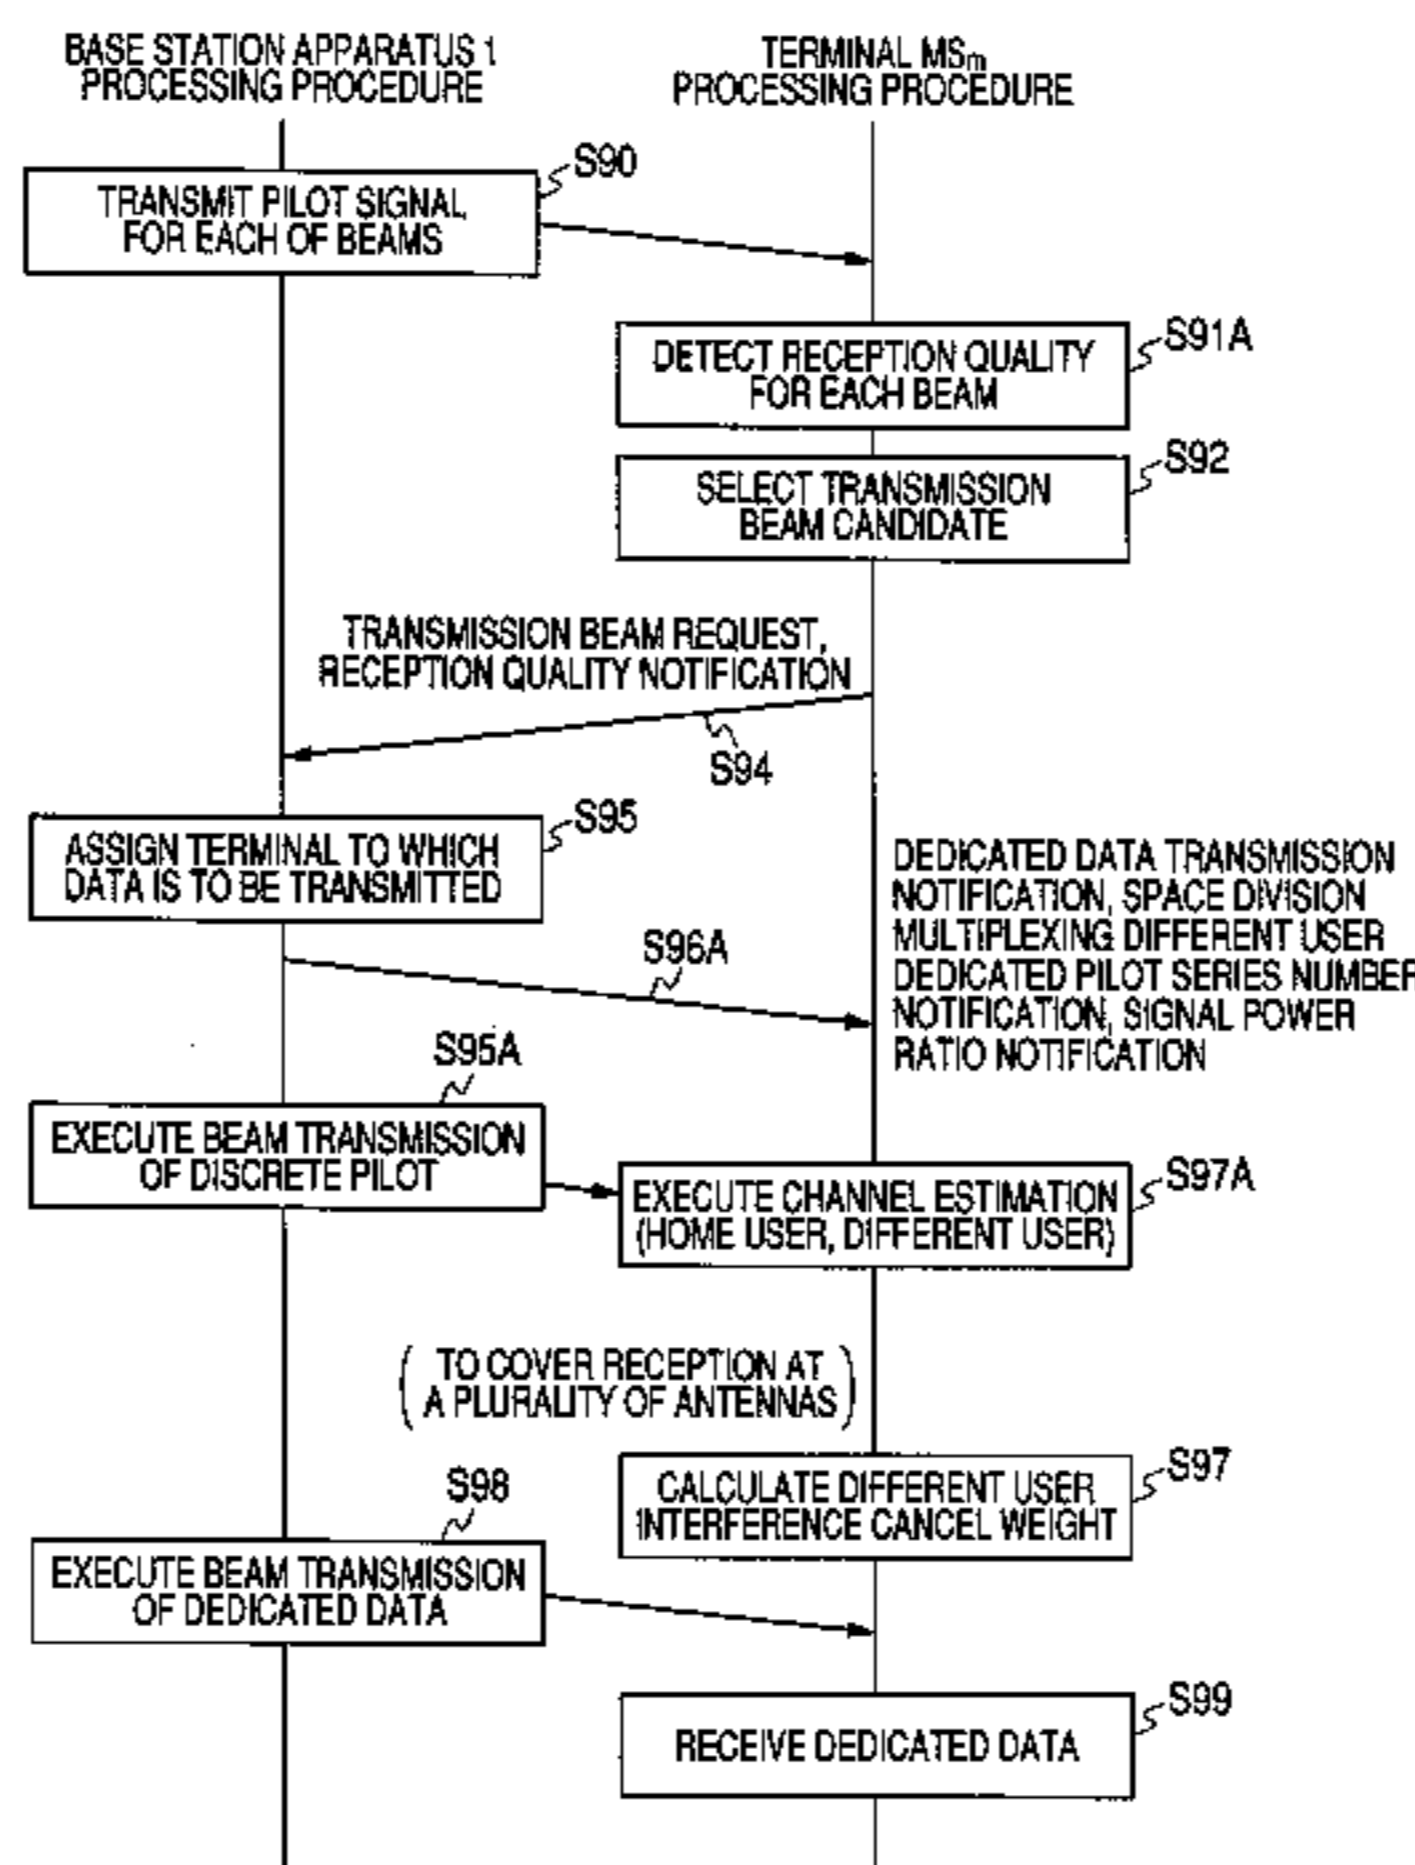 BASE STATION APPARATUS 1
PROCESSING PROCEDURE
TERMINAL MSm
PROCESSING PROCEDURE
S90
TRANSMIT PILOT SIGNAL
FOR EACH OF BEAMS
S91A
DETECT RECEPTION QUALITY
FOR EACH BEAM
S92
SELECT TRANSMISSION
BEAM CANDIDATE
TRANSMISSION BEAM REQUEST,
RECEPTION QUALITY NOTIFICATION
S94
S95
ASSIGN TERMINAL TO WHICH
DATA IS TO BE TRANSMITTED
S96A
DEDICATED DATA TRANSMISSION
NOTIFICATION, SPACE DIVISION
MULTIPLEXING DIFFERENT USER
DEDICATED PILOT SERIES NUMBER
NOTIFICATION, SIGNAL POWER
RATIO NOTIFICATION
S95A
EXECUTE BEAM TRANSMISSION
OF DISCRETE PILOT
S97A
EXECUTE CHANNEL ESTIMATION
(HOME USER, DIFFERENT USER)
(TO COVER RECEPTION AT
A PLURALITY OF ANTENNAS)
S97
CALCULATE DIFFERENT USER
INTERFERENCE CANCEL WEIGHT
S98
EXECUTE BEAM TRANSMISSION
OF DEDICATED DATA
S99
RECEIVE DEDICATED DATA